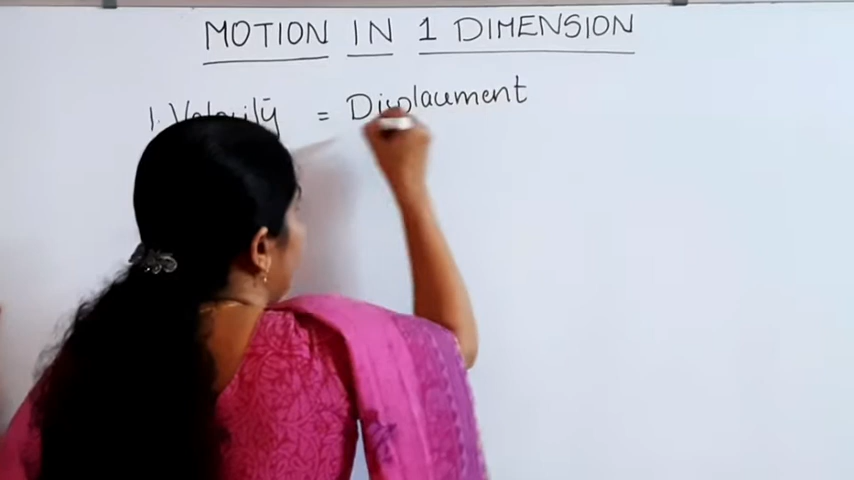 MOTION IN 1 DIMENSION
1. Velocity = Displacement